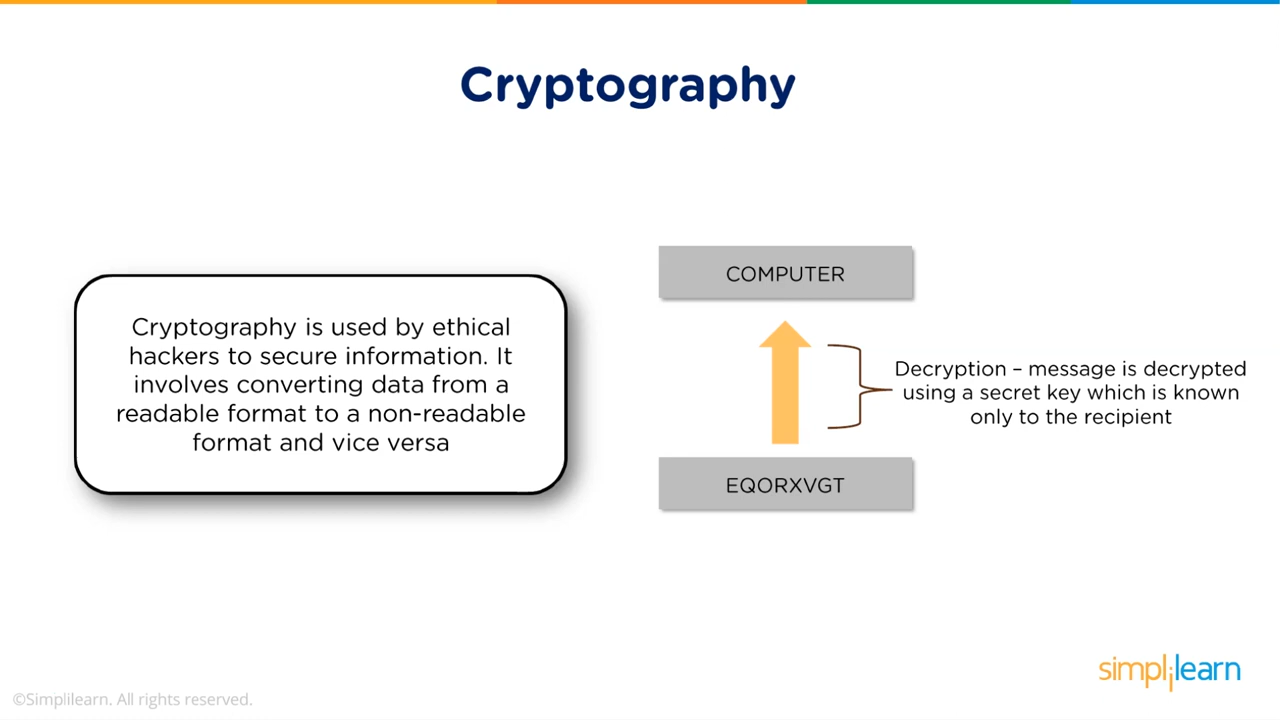 Cryptography
Cryptography is used by ethical
hackers to secure information. It
involves converting data from a
readable format to a non-readable
format and vice versa
COMPUTER
Decryption – message is decrypted
using a secret key which is known
only to the recipient
EQORXVGT
simplilearn
©Simplilearn. All rights reserved.